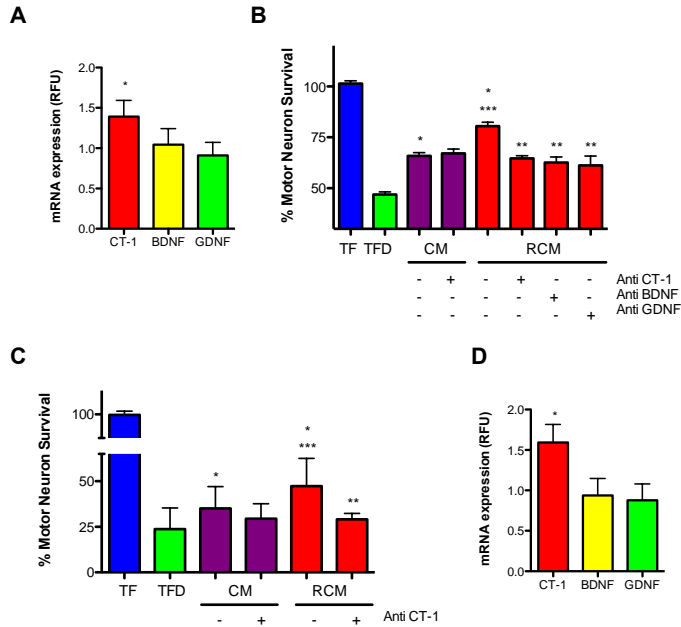 A
mRNA expression (RFU)
2.0
1.5
1.0
0.5
0.0
*
CT-1 BDNF GDNF
B
% Motor Neuron Survival
100
75
50
*
*
***
** ** **
TF TFD CM RCM
- + - + - - Anti CT-1
- - - - + - Anti BDNF
- - - - - + Anti GDNF
C
% Motor Neuron Survival
100
50
25
0
*
*
***
**
TF TFD CM RCM
- + - + Anti CT-1
D
mRNA expression (RFU)
2.0
1.5
1.0
0.5
0.0
*
CT-1 BDNF GDNF